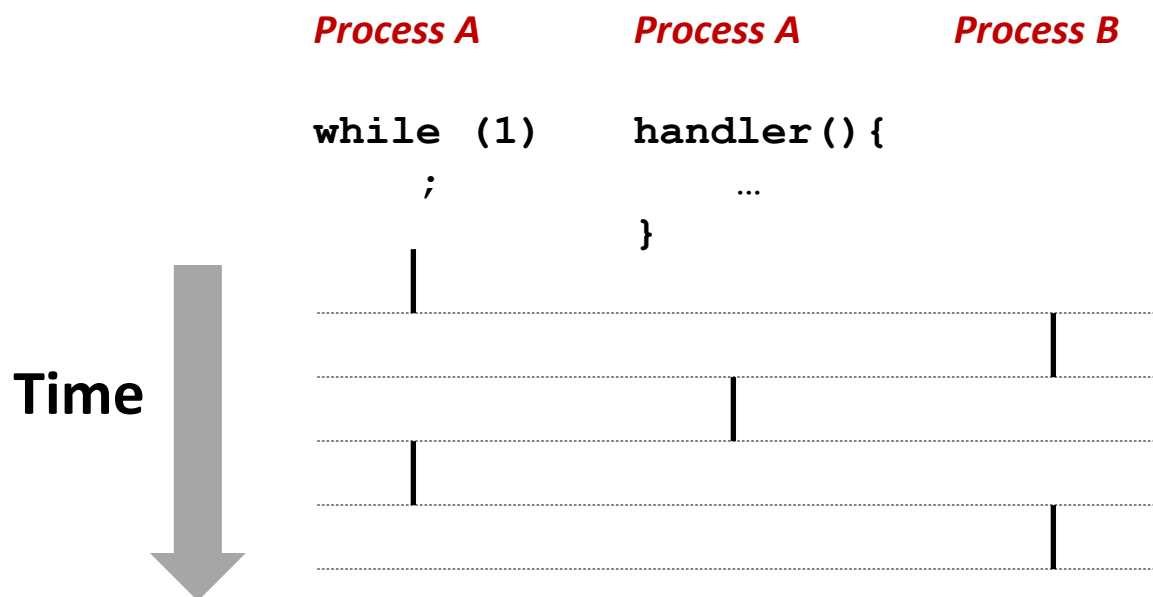 Process A Process A Process B
while (1) handler(){
; …
}
Time